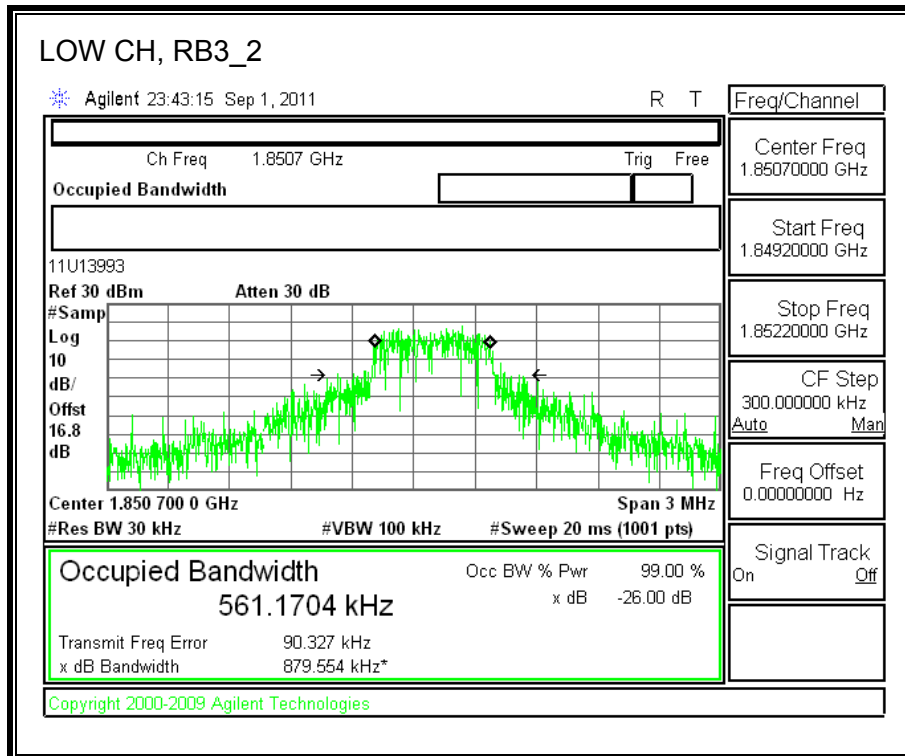 LOW CH, RB3_2
Agilent 23:43:15 Sep 1, 2011 R T
Ch Freq 1.8507 GHz Trig Free
Occupied Bandwidth
11U13993
Ref 30 dBm Atten 30 dB
#Samp
Log
10
dB/
Offst
16.8
dB
Center 1.850 700 0 GHz Span 3 MHz
#Res BW 30 kHz #VBW 100 kHz #Sweep 20 ms (1001 pts)
Occupied Bandwidth Occ BW % Pwr 99.00 %
561.1704 kHz x dB -26.00 dB
Transmit Freq Error 90.327 kHz
x dB Bandwidth 879.554 kHz*
Copyright 2000-2009 Agilent Technologies
Freq/Channel
Center Freq
1.85070000 GHz
Start Freq
1.84920000 GHz
Stop Freq
1.85220000 GHz
CF Step
300.000000 kHz
Auto Man
Freq Offset
0.00000000 Hz
Signal Track
On Off